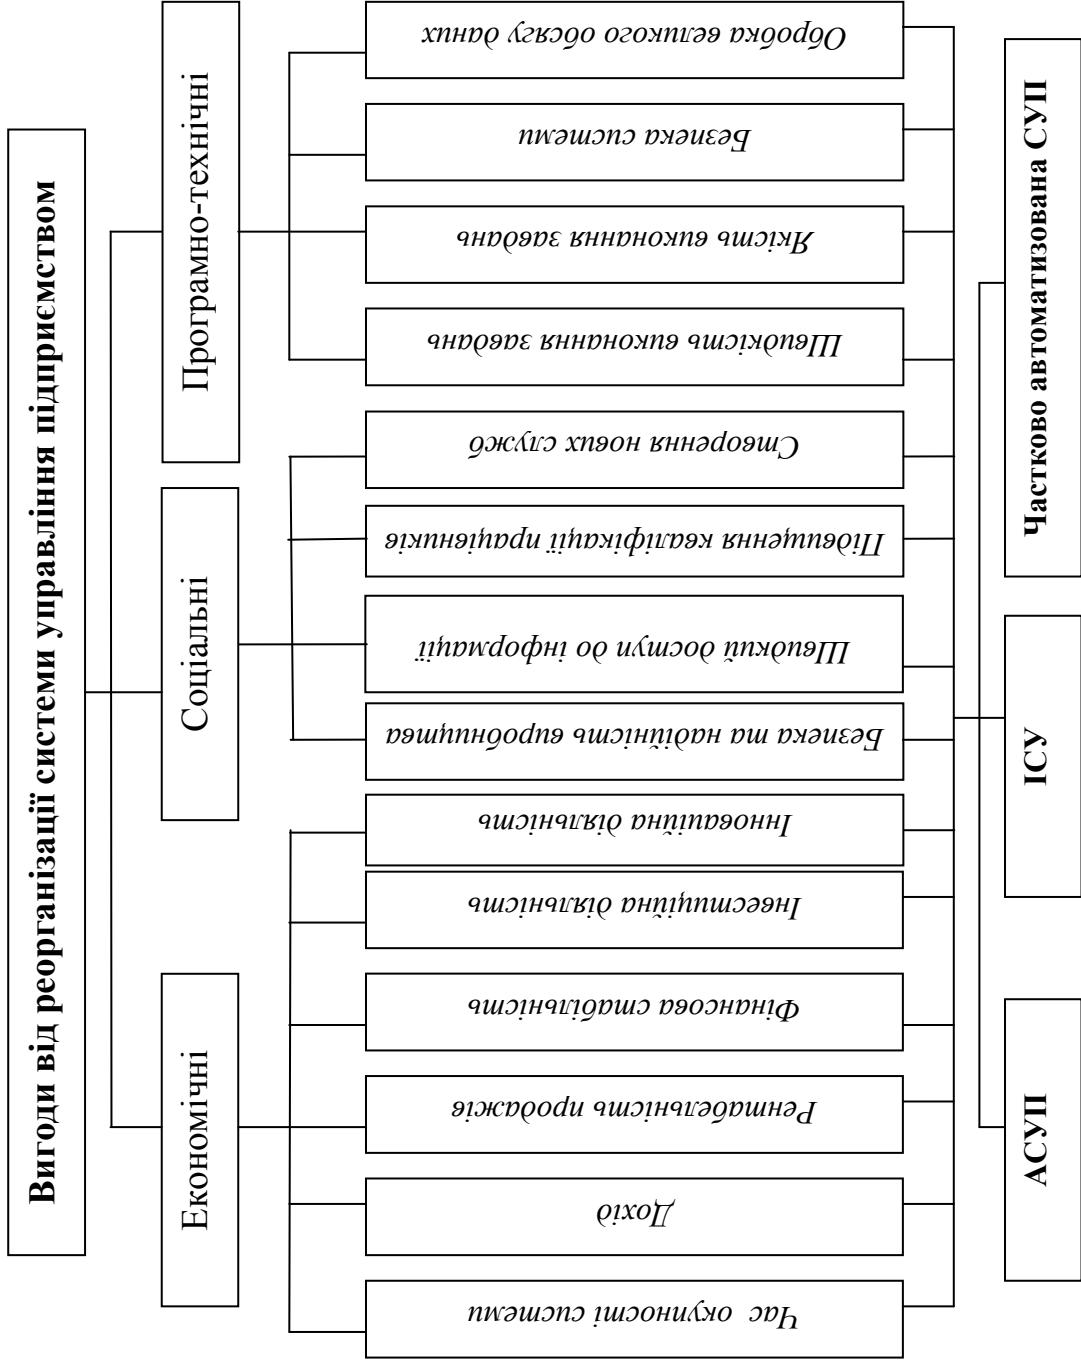 Вигоди від реорганізації системи управління підприємством
Економічні
Соціальні
Програмно-технічні
Час окупності системи
Дохід
Рентабельність продажів
Фінансова стабільність
Інвестиційна діяльність
Інноваційна діяльність
Безпека та надійність виробництва
Швидкий доступ до інформації
Підвищення кваліфікації працівників
Створення нових служб
Швидкість виконання завдань
Якість виконання завдань
Безпека системи
Обробка великого обсягу даних
АСУП
ІСУ
Частково автоматизована СУП